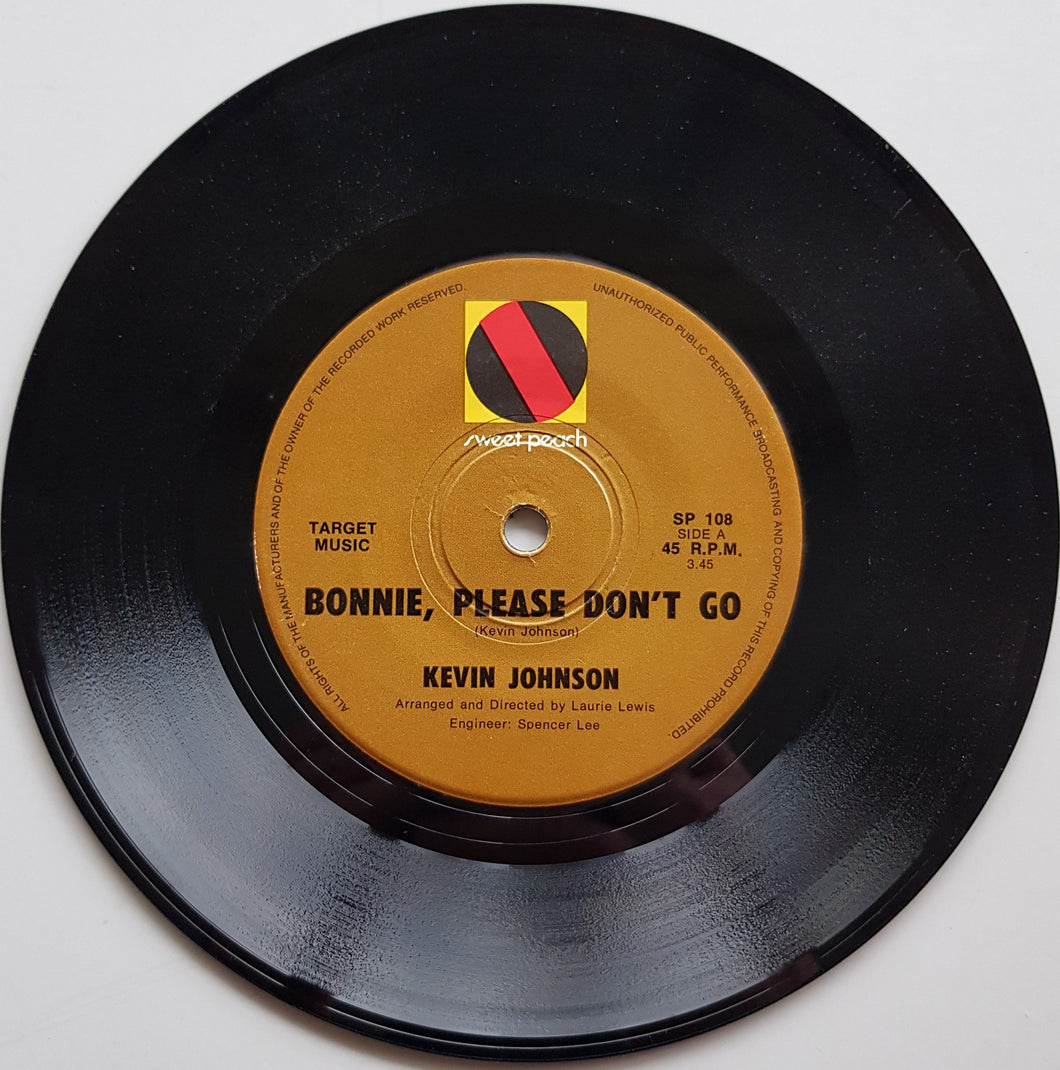 ALL RIGHTS OF THE MANUFACTURERS AND OF THE OWNER OF THE RECORDED WORK RESERVED.
UNAUTHORIZED PUBLIC PERFORMANCE BROADCASTING AND COPYING OF THIS RECORD PROHIBITED.
sweet peach
TARGET
MUSIC
SP 108
SIDE A
45 R.P.M.
3.45
BONNIE, PLEASE DON'T GO
(Kevin Johnson)
KEVIN JOHNSON
Arranged and Directed by Laurie Lewis
Engineer: Spencer Lee